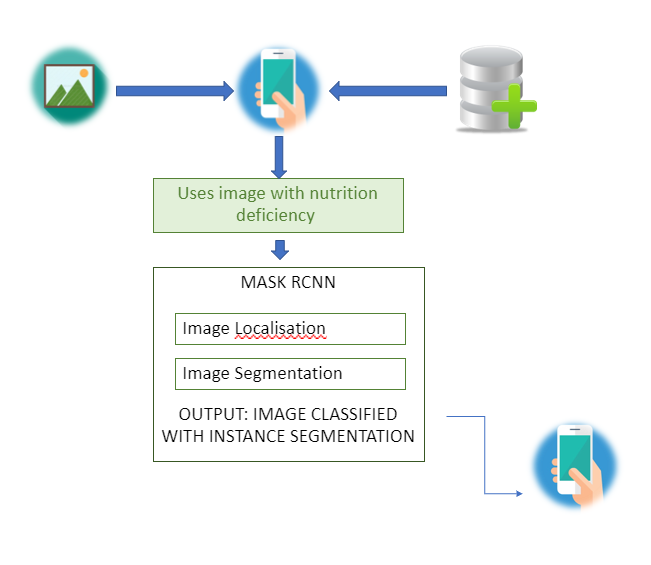 Uses image with nutrition
deficiency
MASK RCNN
Image Localisation
Image Segmentation
OUTPUT: IMAGE CLASSIFIED
WITH INSTANCE SEGMENTATION